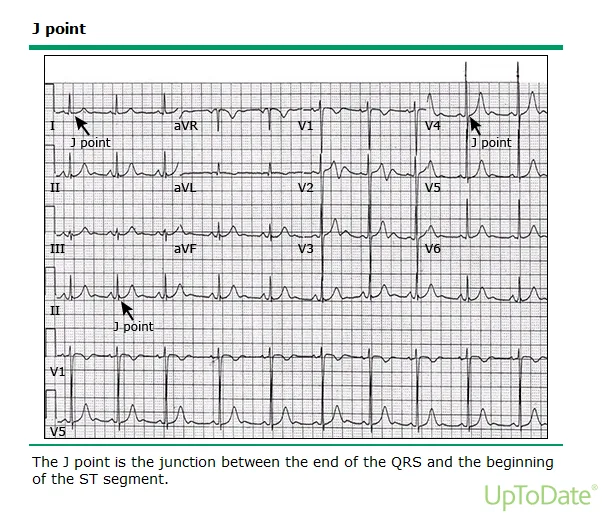 J point
I aVR V1 V4
J point J point
II aVL V2 V5
III aVF V3 V6
II
J point
V1
V5
The J point is the junction between the end of the QRS and the beginning
of the ST segment.
UpToDate®